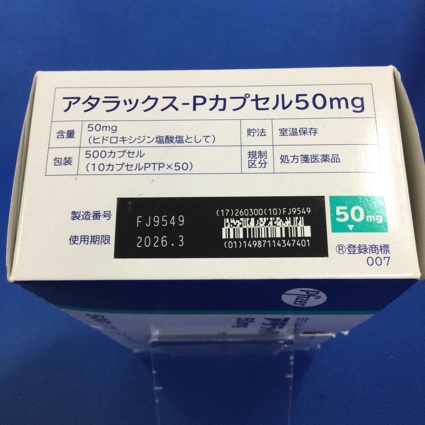 アタラックス-Pカプセル50mg
含量 50mg
(ヒドロキシジン塩酸塩として) 貯法 室温保存
包装 500カプセル
(10カプセルPTP×50) 規制
区分 処方箋医薬品
製造番号 FJ9549
使用期限 2026.3
(17)260300(10)FJ9549
(01)14987114347401
50mg
®登録商標
007
Pfizer